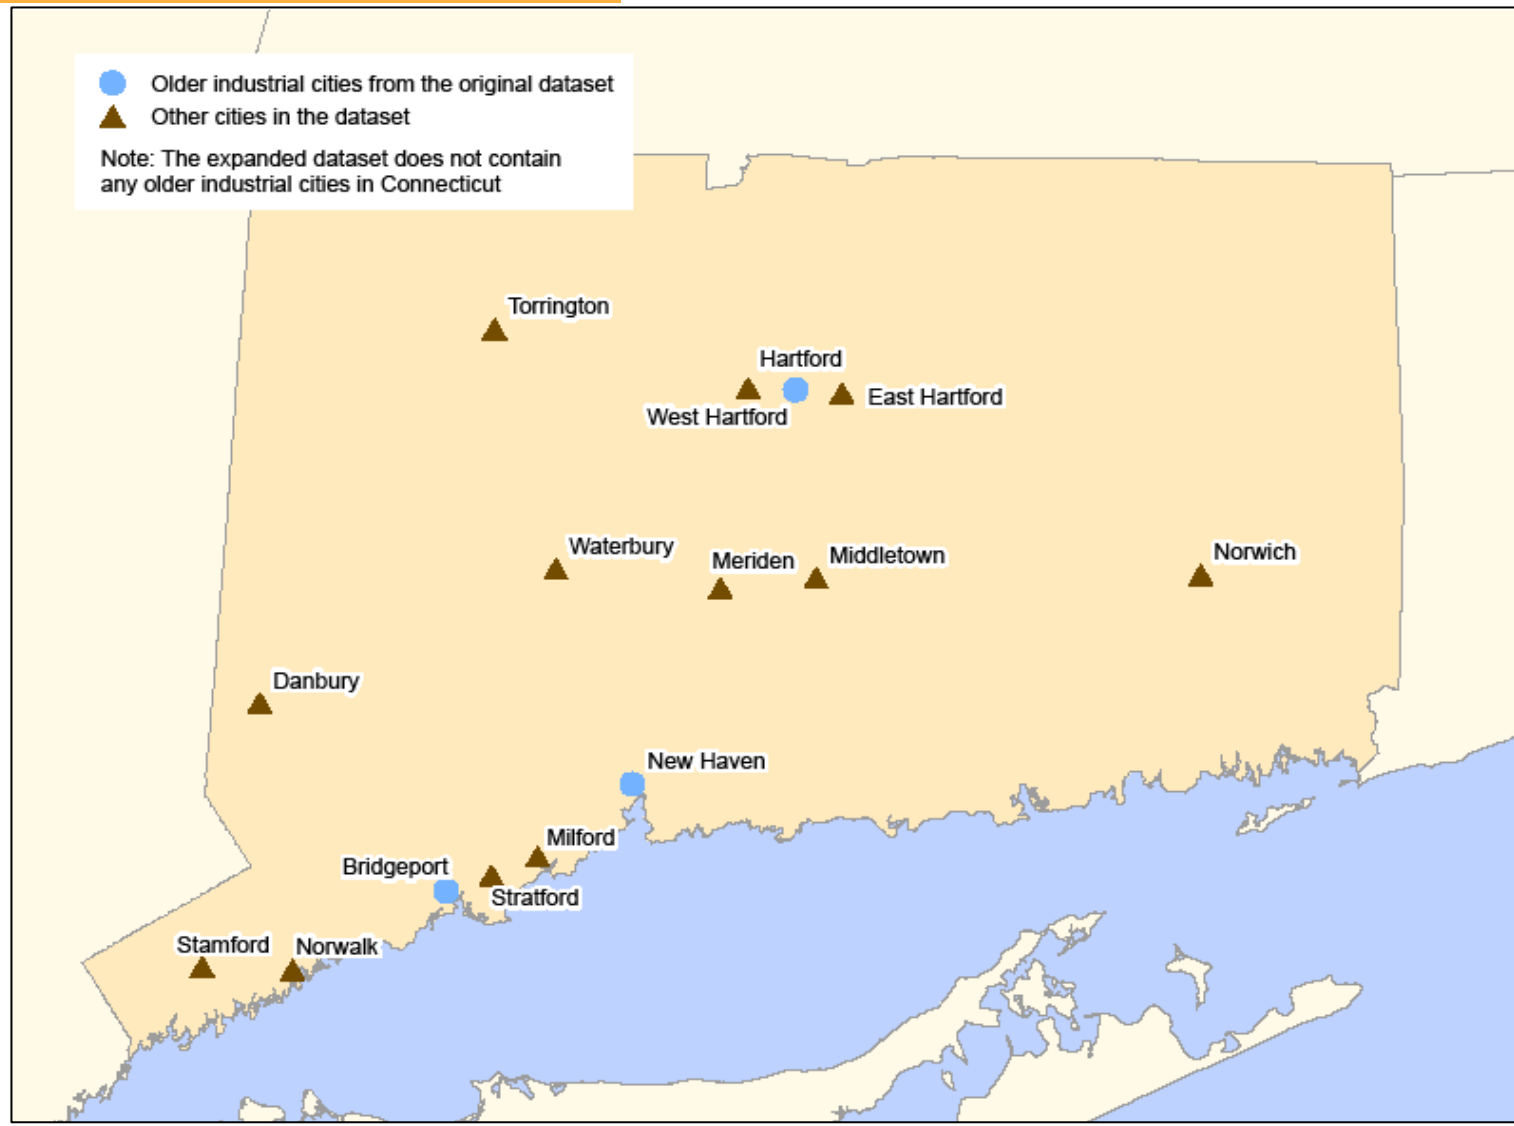 Older industrial cities from the original dataset
Other cities in the dataset
Note: The expanded dataset does not contain
any older industrial cities in Connecticut
Torrington
Hartford
West Hartford
East Hartford
Waterbury
Meriden
Middletown
Norwich
Danbury
New Haven
Milford
Bridgeport
Stratford
Stamford
Norwalk